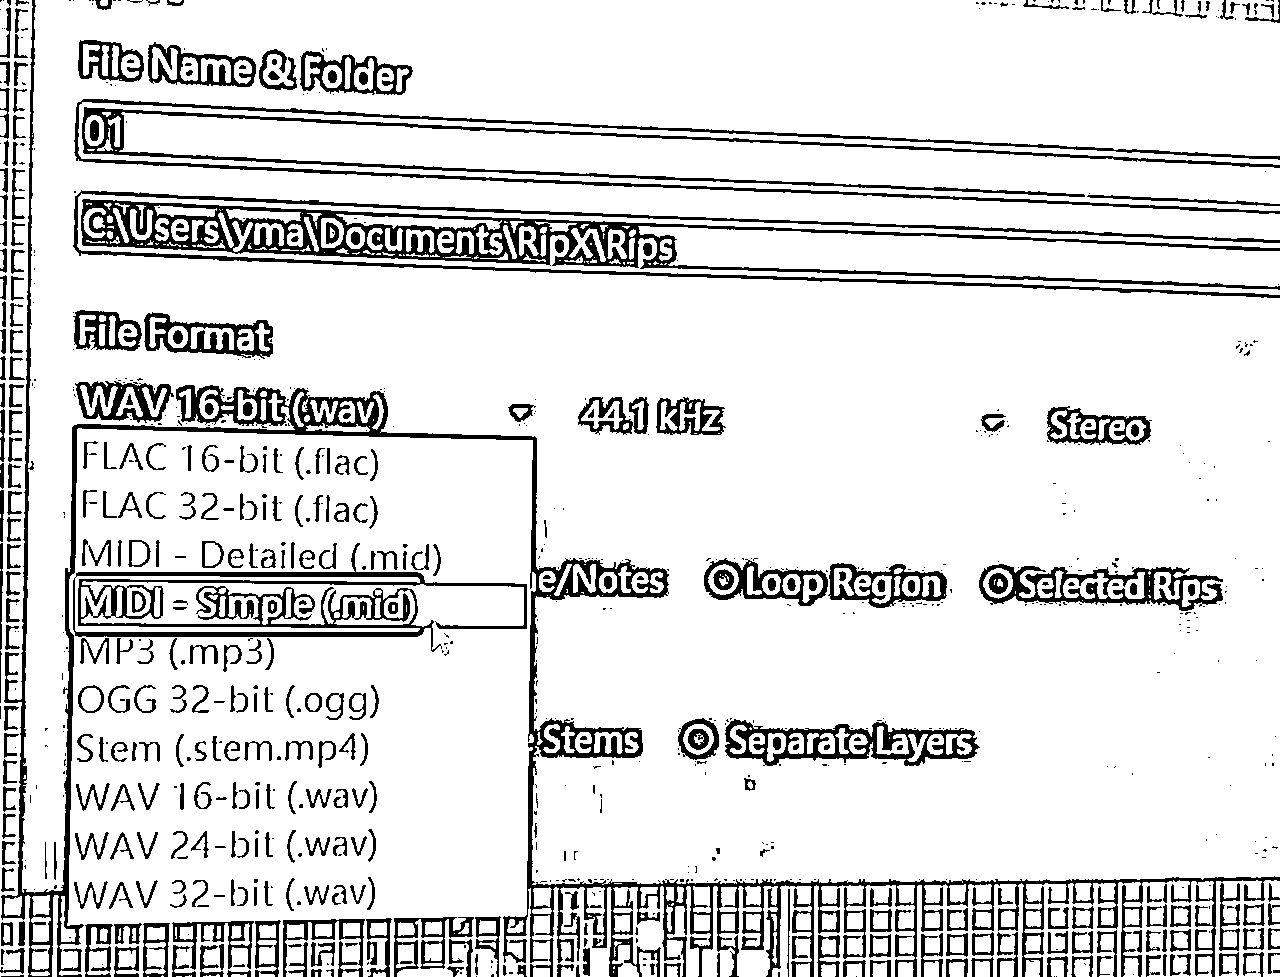 File Name & Folder
01
C:\Users\yma\Documents\RipX\Rips
File Format
WAV 16-bit (.wav) 44.1 kHz Stereo
FLAC 16-bit (.flac)
FLAC 32-bit (.flac)
MIDI - Detailed (.mid)
MIDI - Simple (.mid) Loop Region Selected Rips
MP3 (.mp3)
OGG 32-bit (.ogg)
Stem (.stem.mp4) Stems Separate Layers
WAV 16-bit (.wav)
WAV 24-bit (.wav)
WAV 32-bit (.wav)